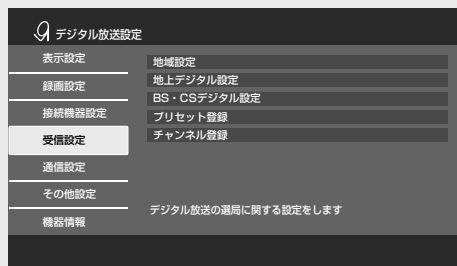 デジタル放送設定
表示設定
録画設定
接続機器設定
受信設定
通信設定
その他設定
機器情報
地域設定
地上デジタル設定
BS・CSデジタル設定
プリセット登録
チャンネル登録
デジタル放送の選局に関する設定をします